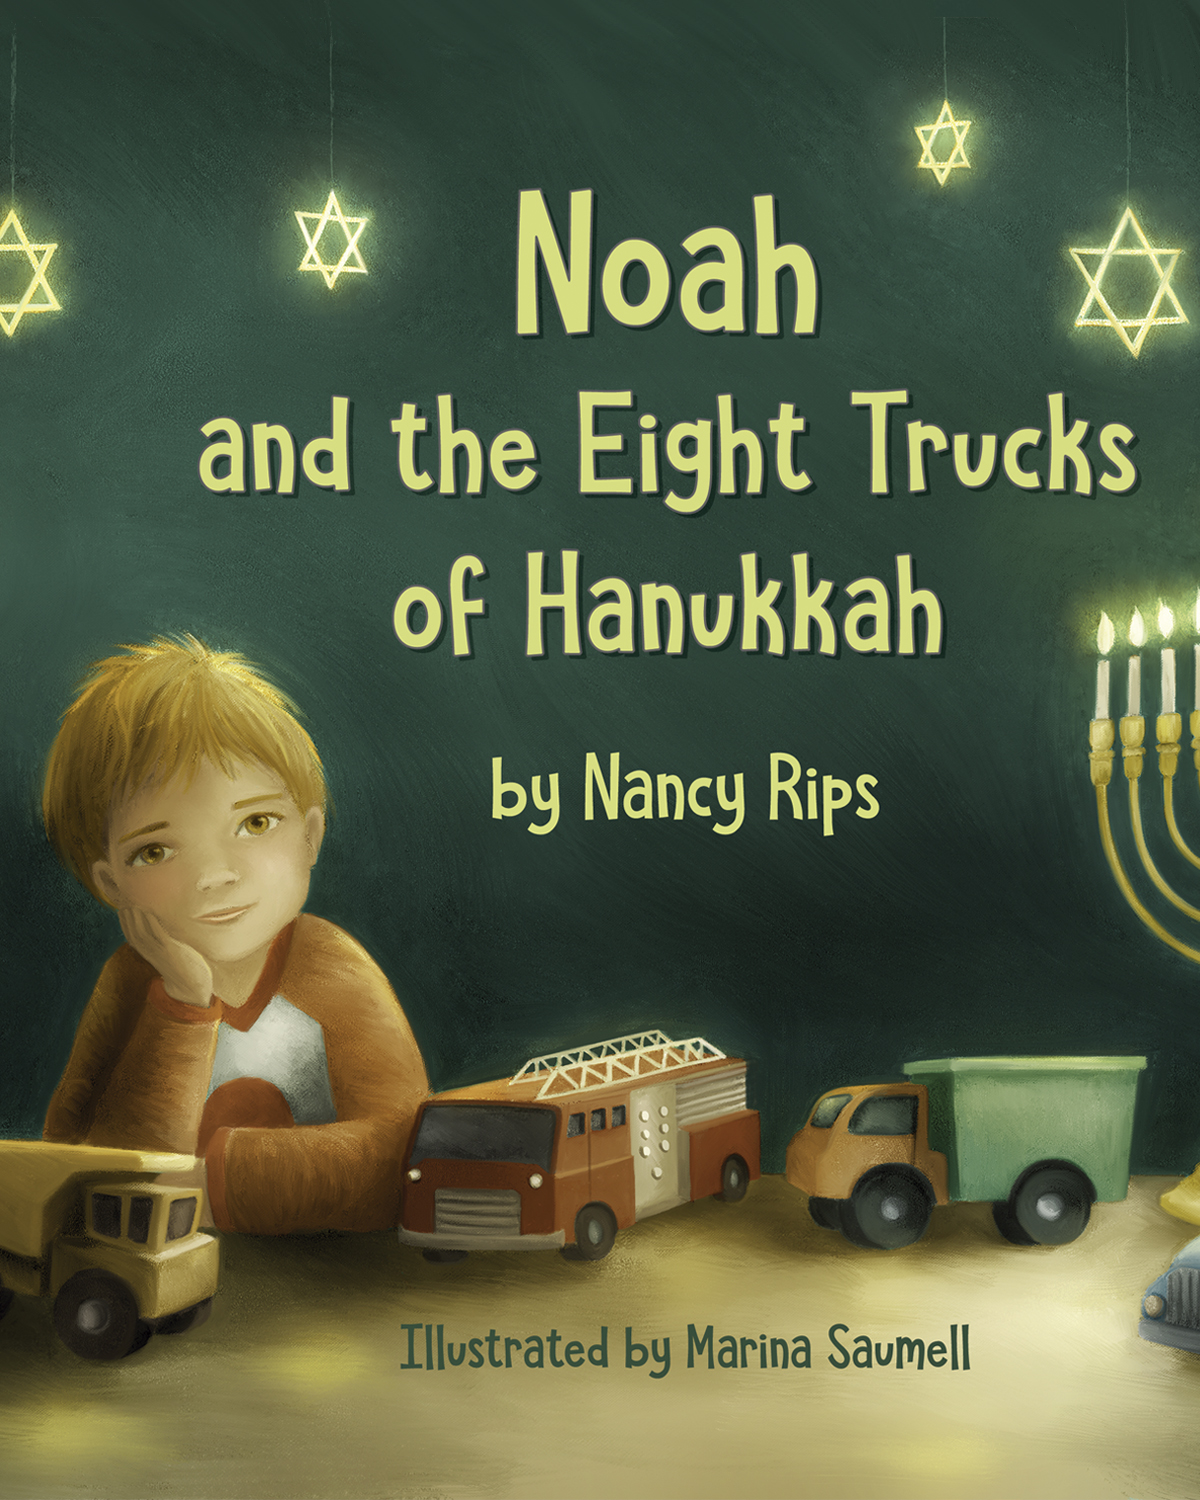 Noah
and the Eight Trucks
of Hanukkah
by Nancy Rips
Illustrated by Marina Saumell